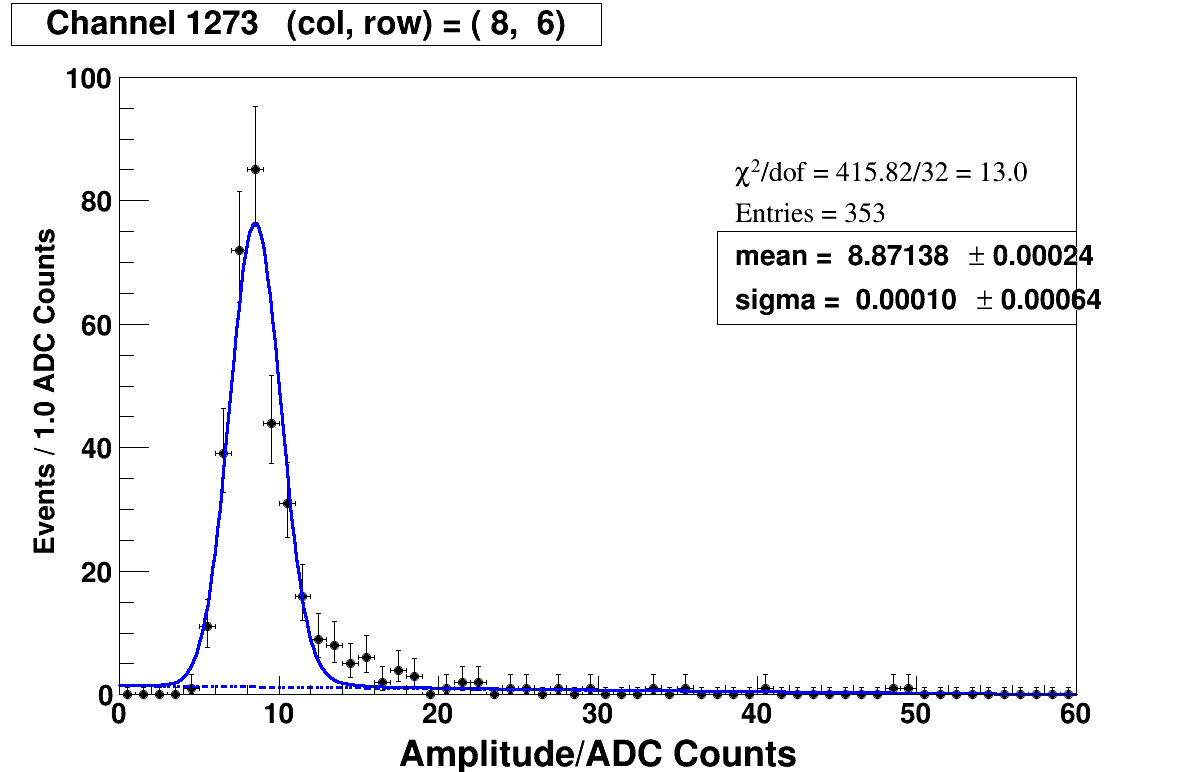 Channel 1273 (col, row) = ( 8, 6)
100
80
60
40
20
0
Events / 1.0 ADC Counts
χ²/dof = 415.82/32 = 13.0
Entries = 353
mean = 8.87138 ± 0.00024
sigma = 0.00010 ± 0.00064
0 10 20 30 40 50 60
Amplitude/ADC Counts